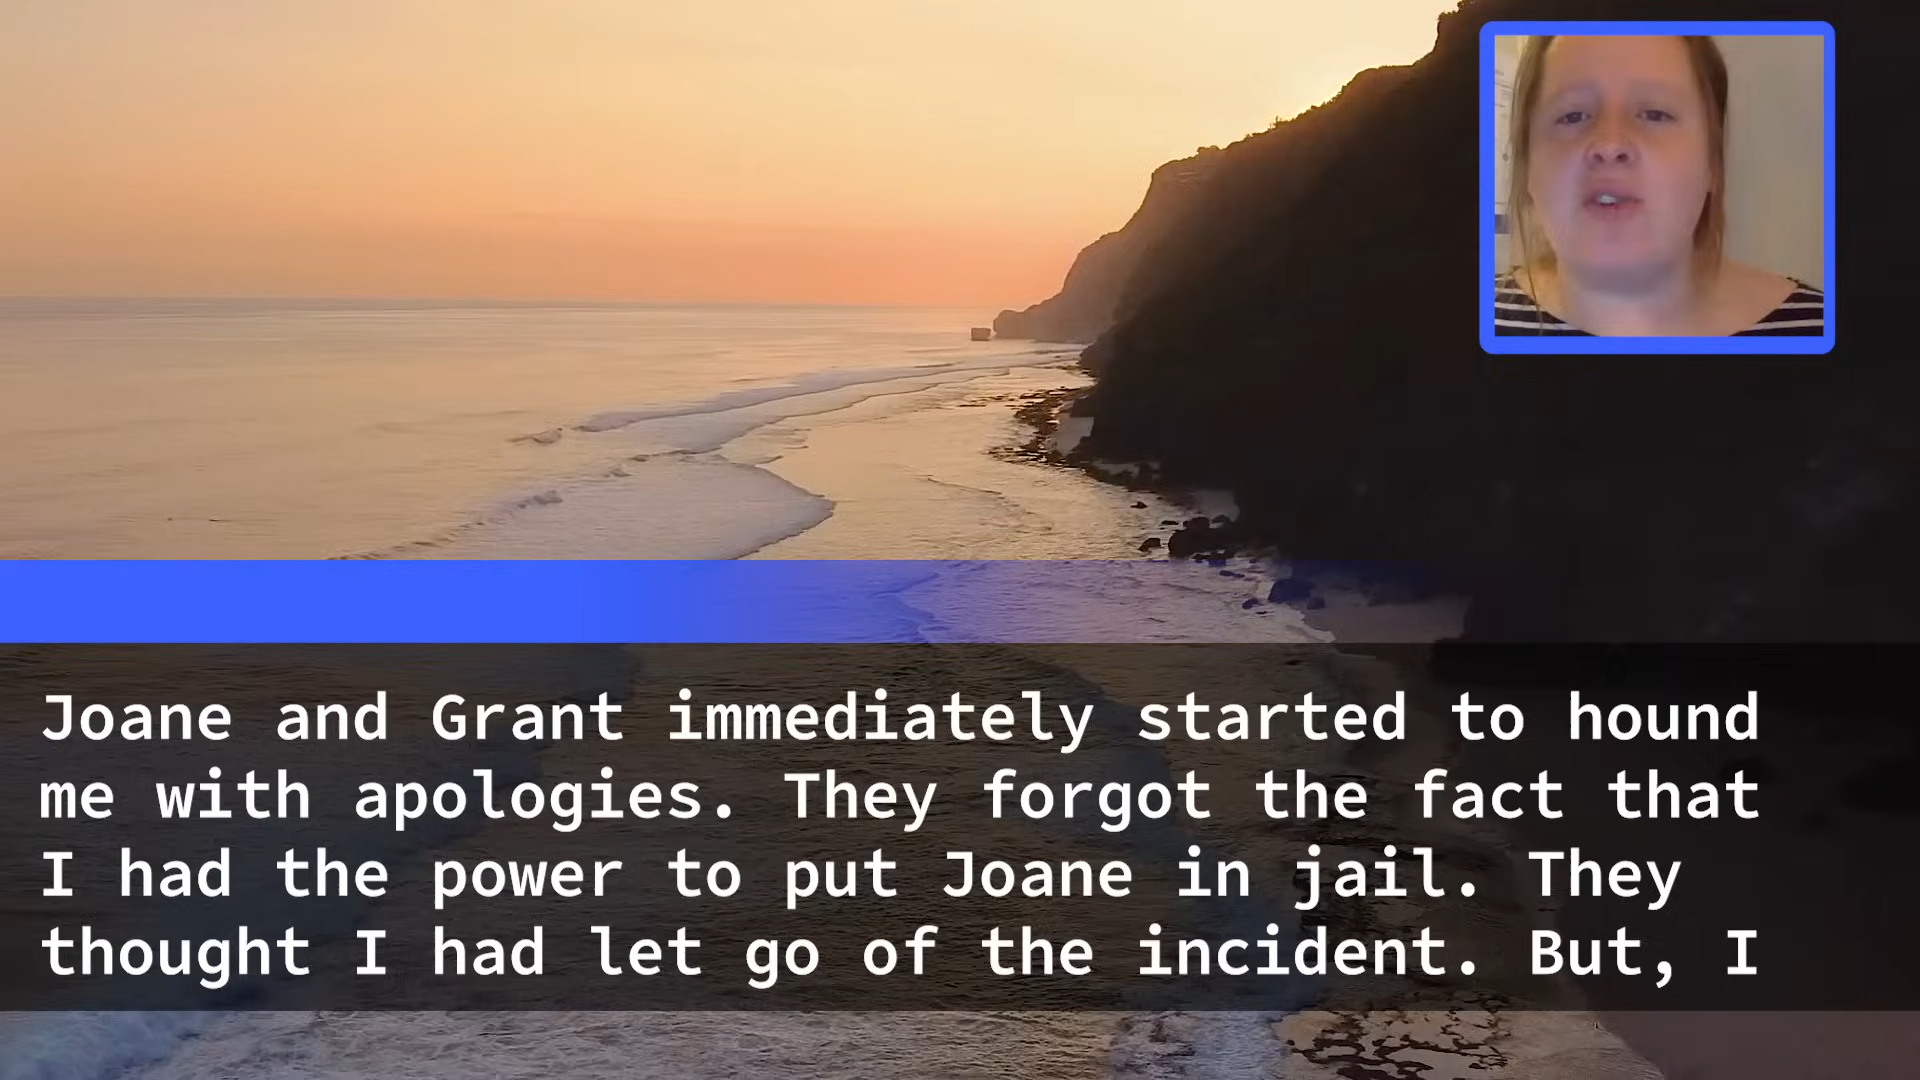 Joane and Grant immediately started to hound
me with apologies. They forgot the fact that
I had the power to put Joane in jail. They
thought I had let go of the incident. But, I